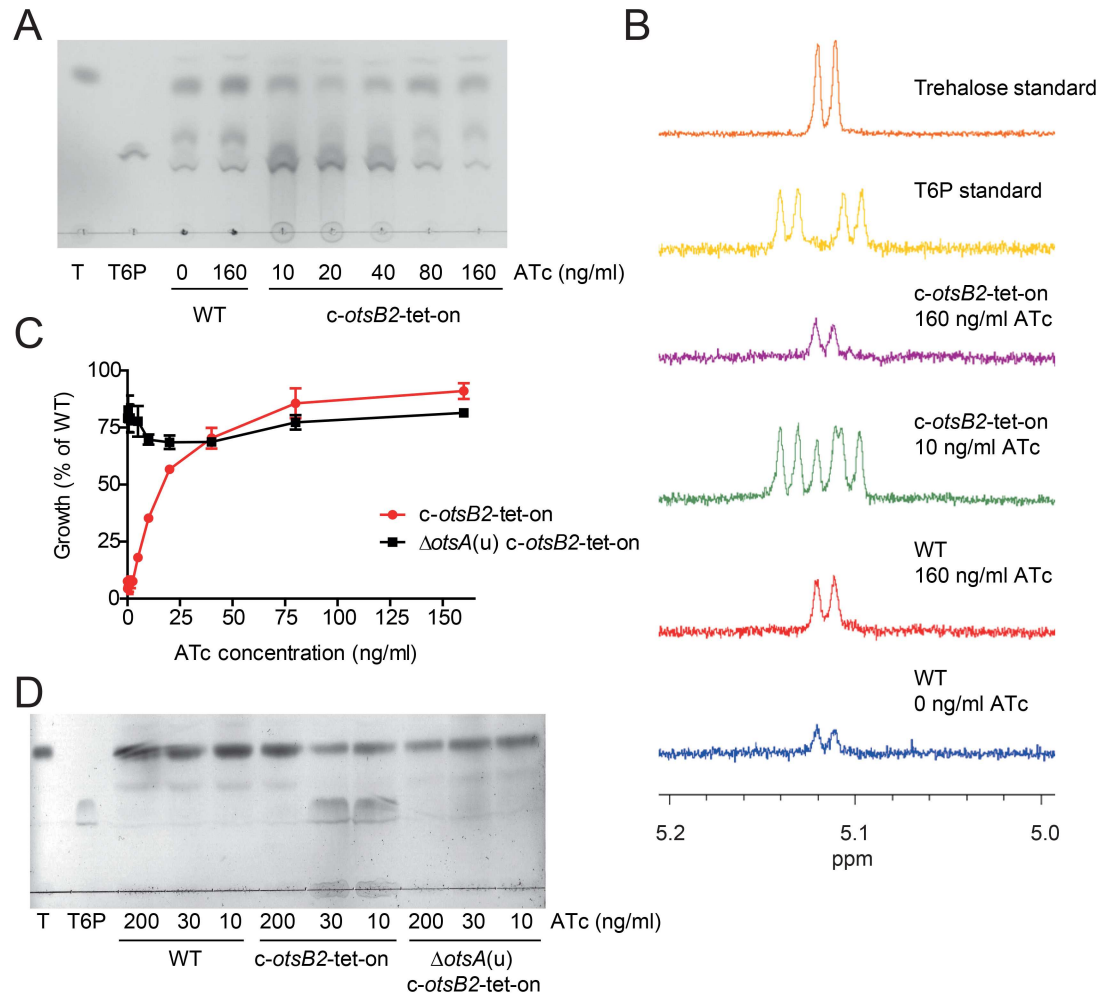 A
T T6P 0 160 10 20 40 80 160 ATc (ng/ml)
WT c-otsB2-tet-on
B
Trehalose standard
T6P standard
c-otsB2-tet-on
160 ng/ml ATc
c-otsB2-tet-on
10 ng/ml ATc
WT
160 ng/ml ATc
WT
0 ng/ml ATc
5.2 5.1 5.0
ppm
C
100
75
50
25
0
Growth (% of WT)
c-otsB2-tet-on
ΔotsA(u) c-otsB2-tet-on
0 25 50 75 100 125 150
ATc concentration (ng/ml)
D
T T6P 200 30 10 200 30 10 200 30 10 ATc (ng/ml)
WT c-otsB2-tet-on ΔotsA(u)
c-otsB2-tet-on